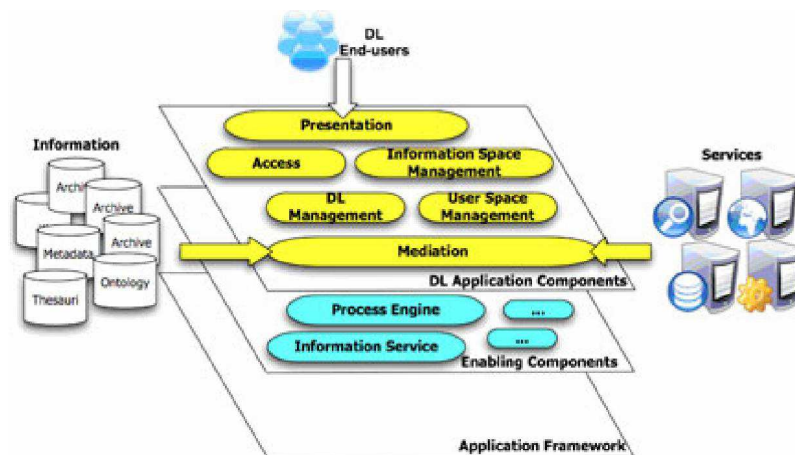 DL
End-users
Presentation
Information
Access
Information Space
Management
Services
Archive
Archive
DL
Management
User Space
Management
Archive
Metadata
Mediation
Ontology
Thesauri
DL Application Components
Process Engine
...
Information Service
...
Enabling Components
Application Framework